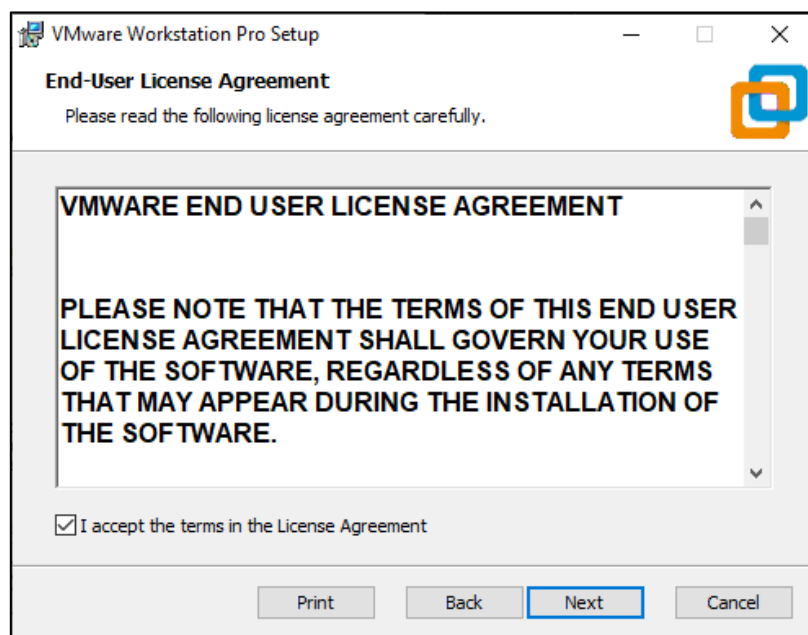 VMware Workstation Pro Setup
End-User License Agreement
Please read the following license agreement carefully.
VMWARE END USER LICENSE AGREEMENT
PLEASE NOTE THAT THE TERMS OF THIS END USER
LICENSE AGREEMENT SHALL GOVERN YOUR USE
OF THE SOFTWARE, REGARDLESS OF ANY TERMS
THAT MAY APPEAR DURING THE INSTALLATION OF
THE SOFTWARE.
I accept the terms in the License Agreement
Print Back Next Cancel